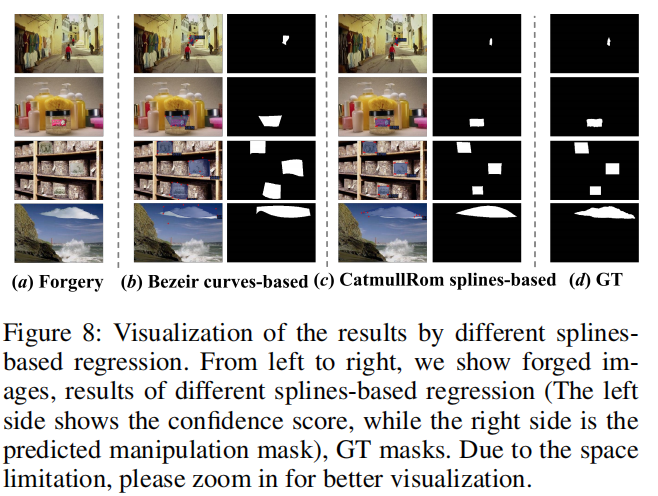 (a) Forgery (b) Bezeir curves-based (c) CatmullRom splines-based (d) GT
Figure 8: Visualization of the results by different splines-
based regression. From left to right, we show forged im-
ages, results of different splines-based regression (The left
side shows the confidence score, while the right side is the
predicted manipulation mask), GT masks. Due to the space
limitation, please zoom in for better visualization.